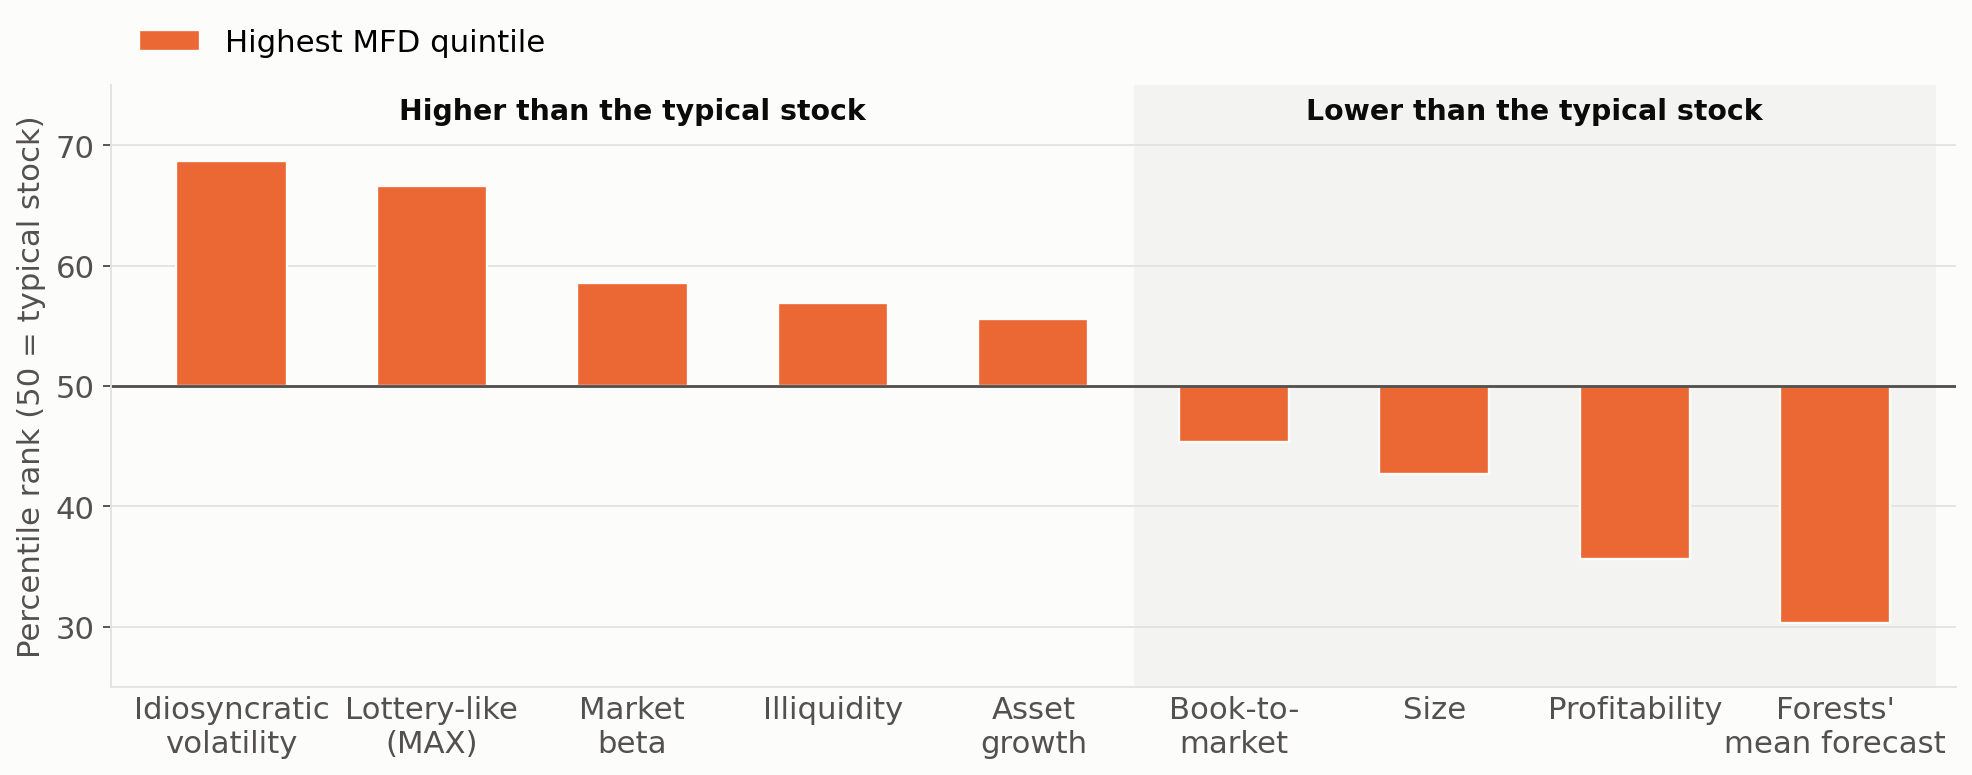 Highest MFD quintile
Higher than the typical stock
Lower than the typical stock
Percentile rank (50 = typical stock)
70
60
50
40
30
Idiosyncratic
volatility
Lottery-like
(MAX)
Market
beta
Illiquidity
Asset
growth
Book-to-
market
Size
Profitability
Forests'
mean forecast